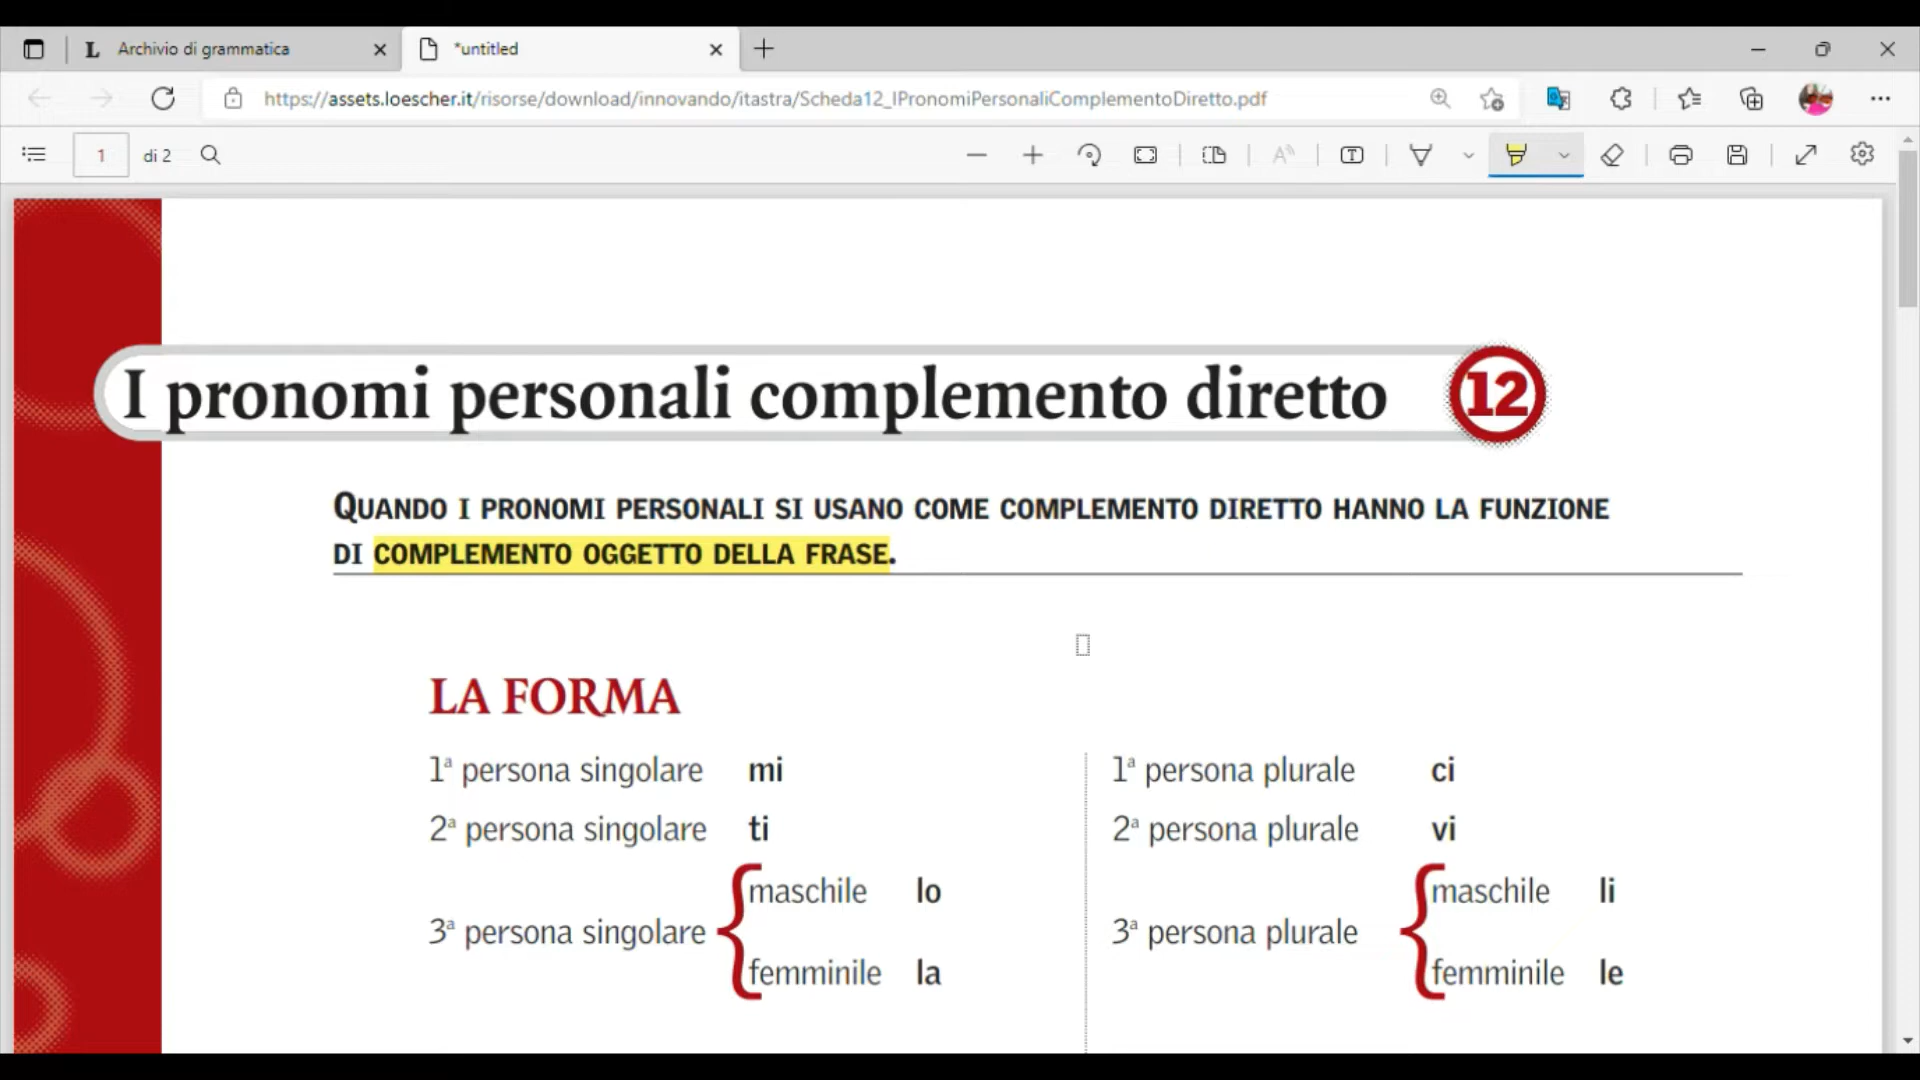 L Archivio di grammatica
*untitled
https://assets.loescher.it/risorse/download/innovando/itastra/Scheda12_IPronomiPersonaliComplementoDiretto.pdf
1 di 2
I pronomi personali complemento diretto 12
QUANDO I PRONOMI PERSONALI SI USANO COME COMPLEMENTO DIRETTO HANNO LA FUNZIONE
DI COMPLEMENTO OGGETTO DELLA FRASE.
LA FORMA
1ª persona singolare mi
2ª persona singolare ti
3ª persona singolare
maschile lo
femminile la
1ª persona plurale ci
2ª persona plurale vi
3ª persona plurale
maschile li
femminile le